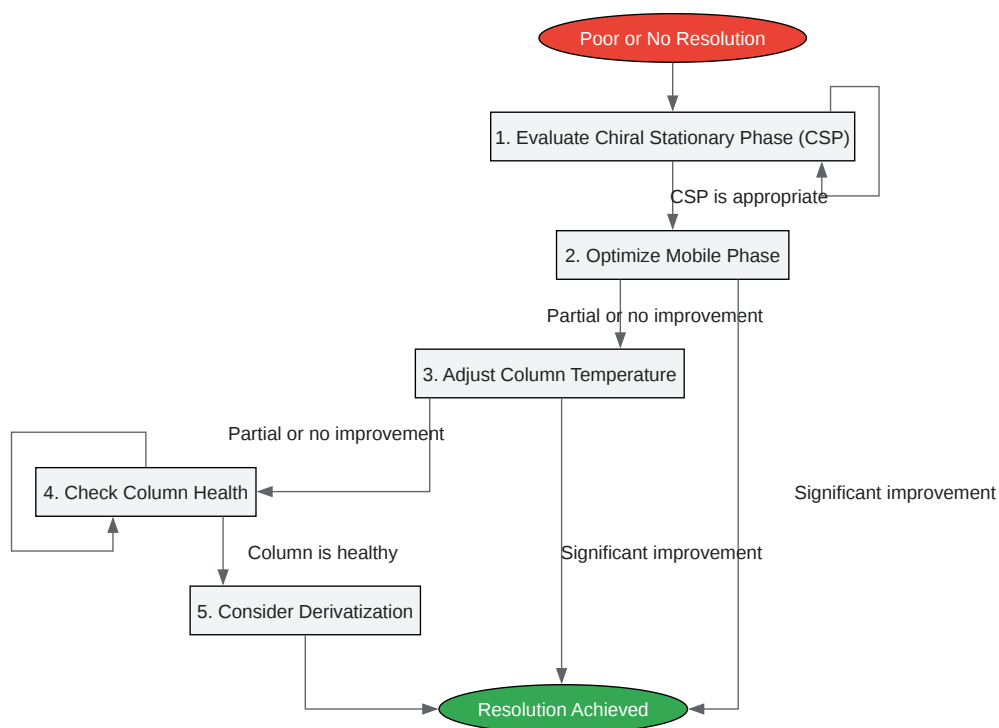 Poor or No Resolution
1. Evaluate Chiral Stationary Phase (CSP)
CSP is appropriate
2. Optimize Mobile Phase
Partial or no improvement
3. Adjust Column Temperature
Partial or no improvement
4. Check Column Health
Significant improvement
Column is healthy
Significant improvement
5. Consider Derivatization
Resolution Achieved